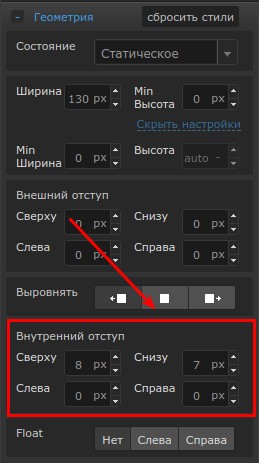 - Геометрия сбросить стили
Состояние Статическое
Ширина 130 px Min Высота 0 px
Скрыть настройки
Min Ширина 0 px Высота auto -
Внешний отступ
Сверху 0 px Снизу 0 px
Слева 0 px Справа 0 px
Выровнять
Внутренний отступ
Сверху 8 px Снизу 7 px
Слева 0 px Справа 0 px
Float Нет Слева Справа